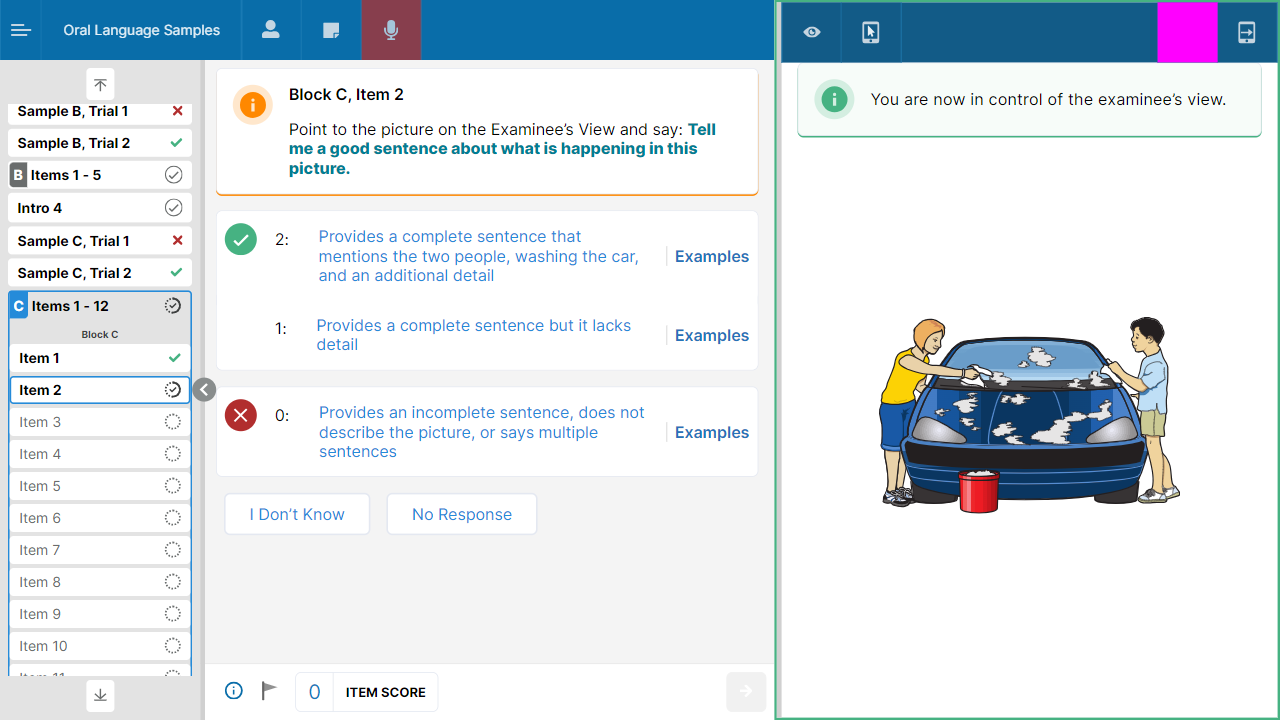 Oral Language Samples
Sample B, Trial 1
Sample B, Trial 2
B Items 1 - 5
Intro 4
Sample C, Trial 1
Sample C, Trial 2
C Items 1 - 12
Block C
Item 1
Item 2
Item 3
Item 4
Item 5
Item 6
Item 7
Item 8
Item 9
Item 10
Block C, Item 2
Point to the picture on the Examinee’s View and say: Tell
me a good sentence about what is happening in this
picture.
2: Provides a complete sentence that
mentions the two people, washing the car,
and an additional detail
Examples
1: Provides a complete sentence but it lacks
detail
Examples
0: Provides an incomplete sentence, does not
describe the picture, or says multiple
sentences
Examples
I Don’t Know
No Response
0 ITEM SCORE
You are now in control of the examinee’s view.